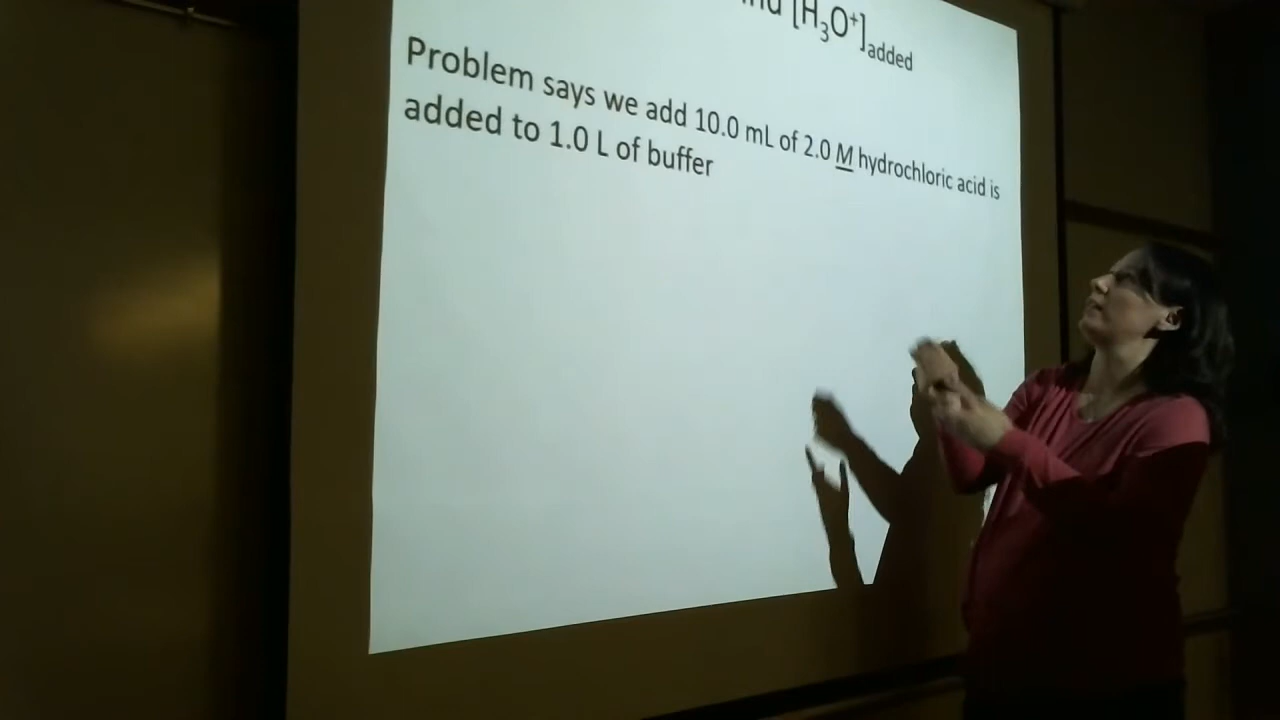 [H₃O⁺]added
Problem says we add 10.0 mL of 2.0 M hydrochloric acid is
added to 1.0 L of buffer